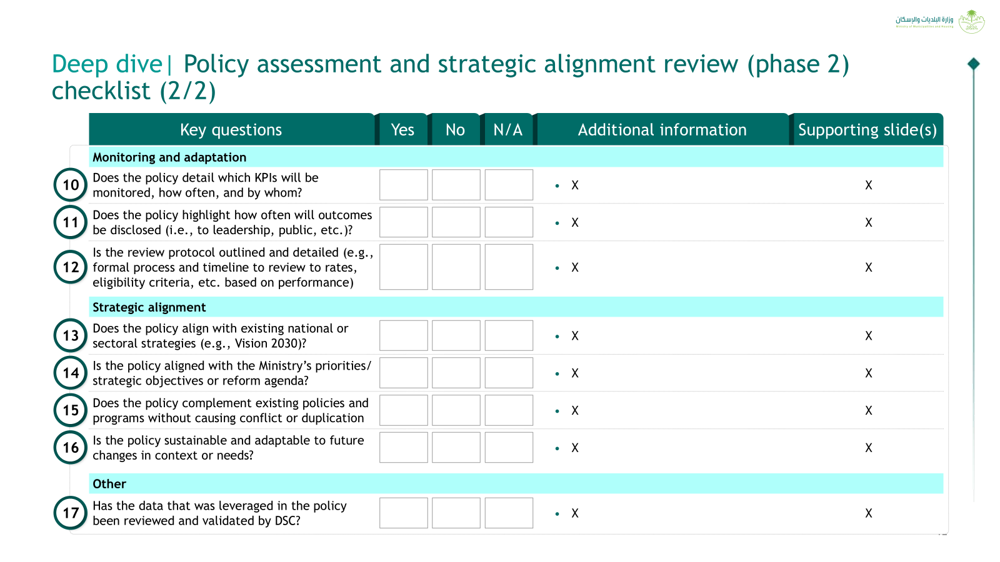 وزارة البلديات والإسكان
Ministry of Municipalities and Housing
Deep dive| Policy assessment and strategic alignment review (phase 2)
checklist (2/2)
Key questions Yes No N/A Additional information Supporting slide(s)
Monitoring and adaptation
10 Does the policy detail which KPIs will be
monitored, how often, and by whom?
• X X
11 Does the policy highlight how often will outcomes
be disclosed (i.e., to leadership, public, etc.)?
• X X
12 Is the review protocol outlined and detailed (e.g.,
formal process and timeline to review to rates,
eligibility criteria, etc. based on performance)
• X X
Strategic alignment
13 Does the policy align with existing national or
sectoral strategies (e.g., Vision 2030)?
• X X
14 Is the policy aligned with the Ministry’s priorities/
strategic objectives or reform agenda?
• X X
15 Does the policy complement existing policies and
programs without causing conflict or duplication
• X X
16 Is the policy sustainable and adaptable to future
changes in context or needs?
• X X
Other
17 Has the data that was leveraged in the policy
been reviewed and validated by DSC?
• X X